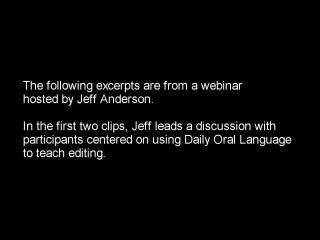 The following excerpts are from a webinar
hosted by Jeff Anderson.
In the first two clips, Jeff leads a discussion with
participants centered on using Daily Oral Language
to teach editing.